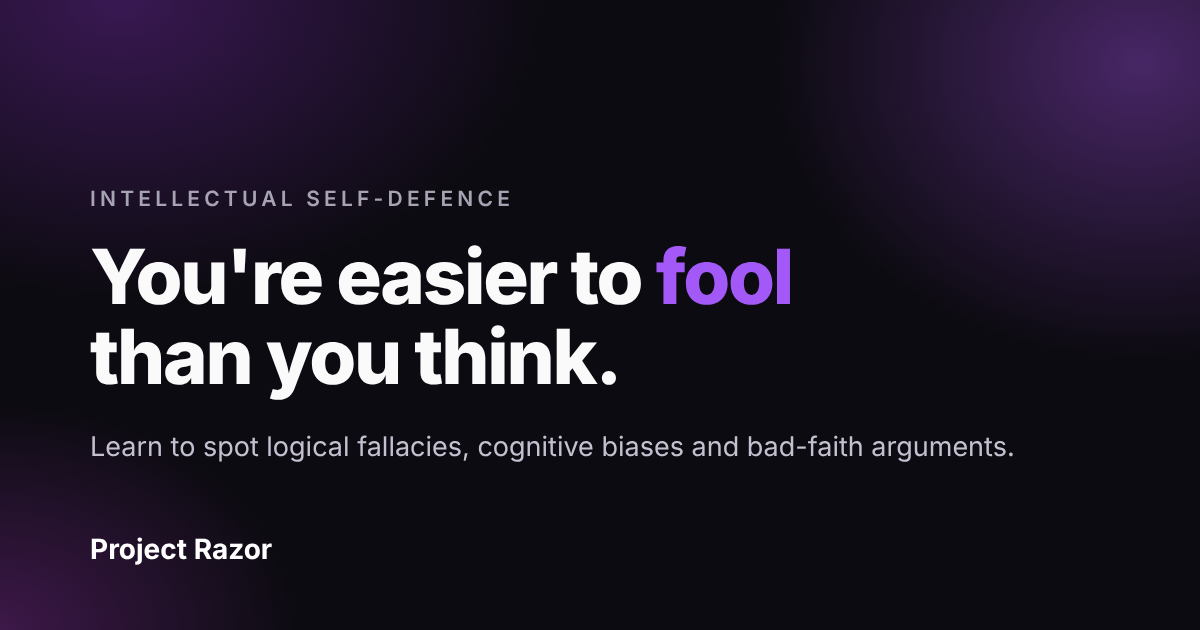 INTELLECTUAL SELF-DEFENCE
You're easier to fool
than you think.
Learn to spot logical fallacies, cognitive biases and bad-faith arguments.
Project Razor